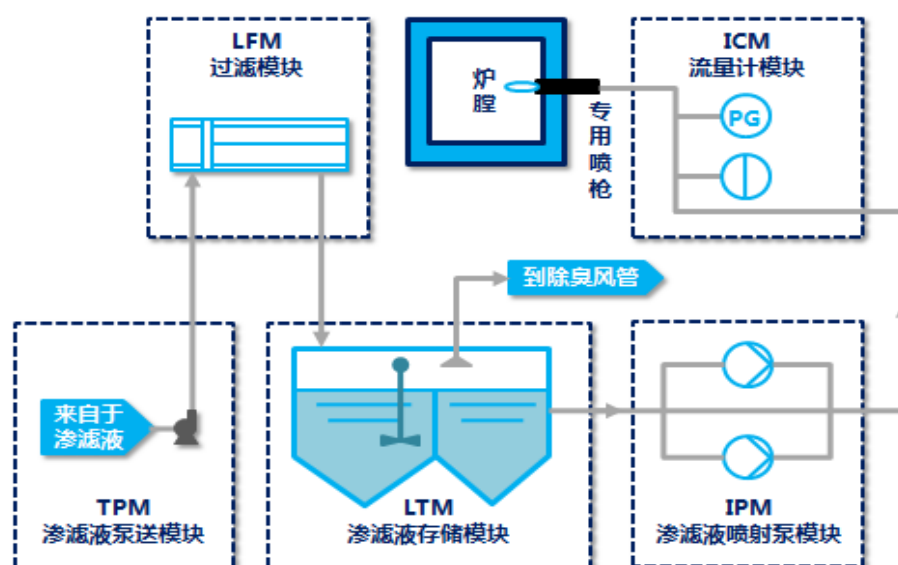 LFM
过滤模块
炉
膛
专
用
喷
枪
ICM
流量计模块
PG
到除臭风管
来自于
渗滤液
TPM
渗滤液泵送模块
LTM
渗滤液存储模块
IPM
渗滤液喷射泵模块